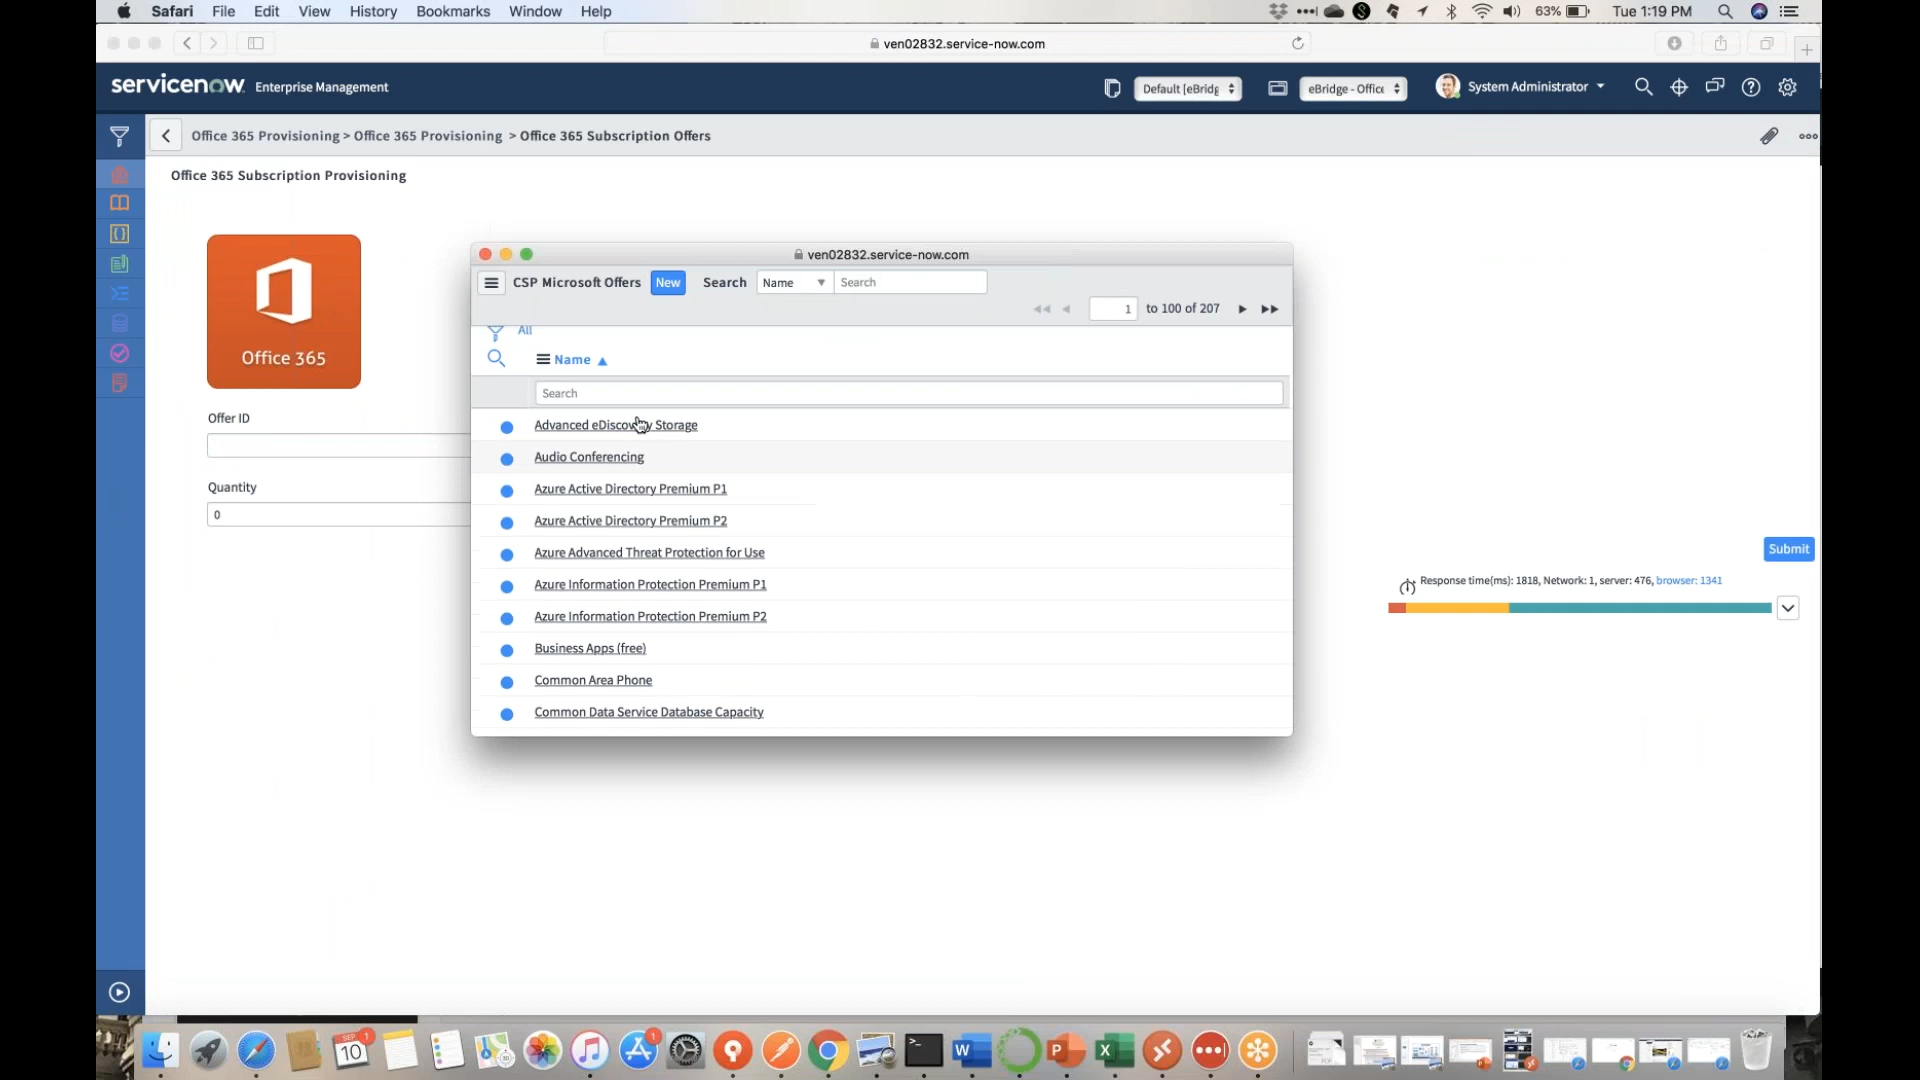 Safari File Edit View History Bookmarks Window Help 63% Tue 1:19 PM
ven02832.service-now.com
servicenow Enterprise Management Default [eBridg eBridge - Office System Administrator
Office 365 Provisioning > Office 365 Provisioning > Office 365 Subscription Offers
Office 365 Subscription Provisioning
Office 365
Offer ID
Quantity
0
ven02832.service-now.com
CSP Microsoft Offers New Search Name Search
1 to 100 of 207
All
Name
Search
Advanced eDiscovery Storage
Audio Conferencing
Azure Active Directory Premium P1
Azure Active Directory Premium P2
Azure Advanced Threat Protection for Use
Azure Information Protection Premium P1
Azure Information Protection Premium P2
Business Apps (free)
Common Area Phone
Common Data Service Database Capacity
Submit
Response time(ms): 1818, Network: 1, server: 476, browser: 1341
SEP
10
1
1
W
P
X